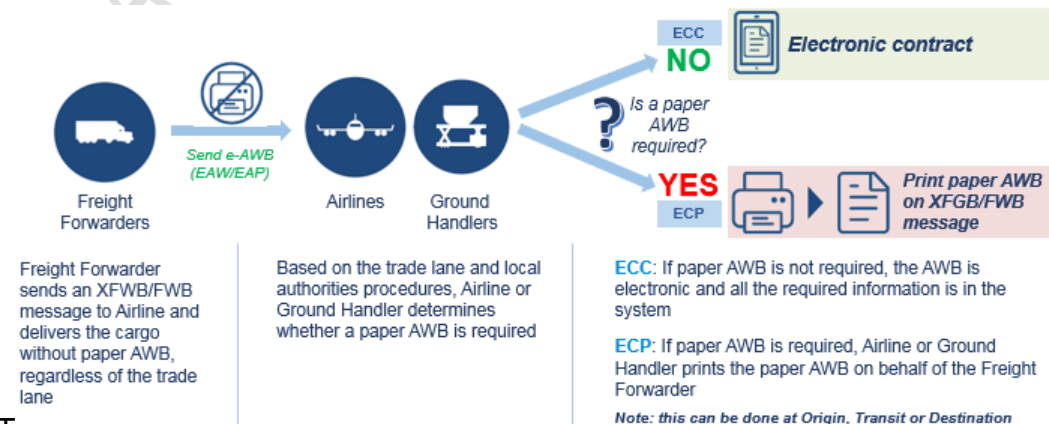 ECC
NO
Electronic contract
Send e-AWB
(EAW/EAP)
?
Is a paper
AWB
required?
YES
ECP
Print paper AWB
on XFGB/FWB
message
Freight
Forwarders
Airlines
Ground
Handlers
Freight Forwarder
sends an XFWB/FWB
message to Airline and
delivers the cargo
without paper AWB,
regardless of the trade
lane
Based on the trade lane and local
authorities procedures, Airline or
Ground Handler determines
whether a paper AWB is required
ECC: If paper AWB is not required, the AWB is
electronic and all the required information is in the
system
ECP: If paper AWB is required, Airline or Ground
Handler prints the paper AWB on behalf of the Freight
Forwarder
Note: this can be done at Origin, Transit or Destination